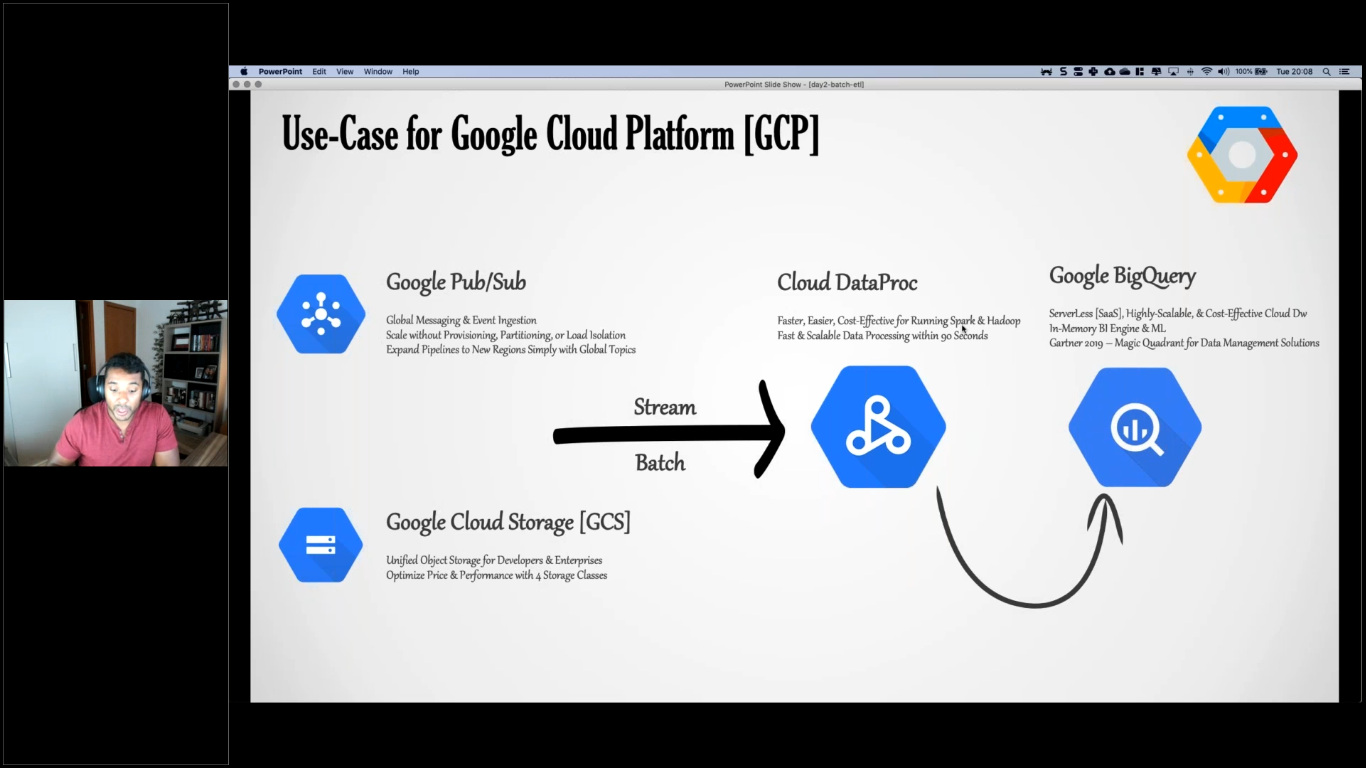 PowerPoint Edit View Window Help
100% Tue 20:08
PowerPoint Slide Show - [day2-batch-etl]
Use-Case for Google Cloud Platform [GCP]
Google Pub/Sub
Global Messaging & Event Ingestion
Scale without Provisioning, Partitioning, or Load Isolation
Expand Pipelines to New Regions Simply with Global Topics
Stream
Batch
Google Cloud Storage [GCS]
Unified Object Storage for Developers & Enterprises
Optimize Price & Performance with 4 Storage Classes
Cloud DataProc
Faster, Easier, Cost-Effective for Running Spark & Hadoop
Fast & Scalable Data Processing within 90 Seconds
Google BigQuery
ServerLess [SaaS], Highly-Scalable, & Cost-Effective Cloud Dw
In-Memory BI Engine & ML
Gartner 2019 – Magic Quadrant for Data Management Solutions